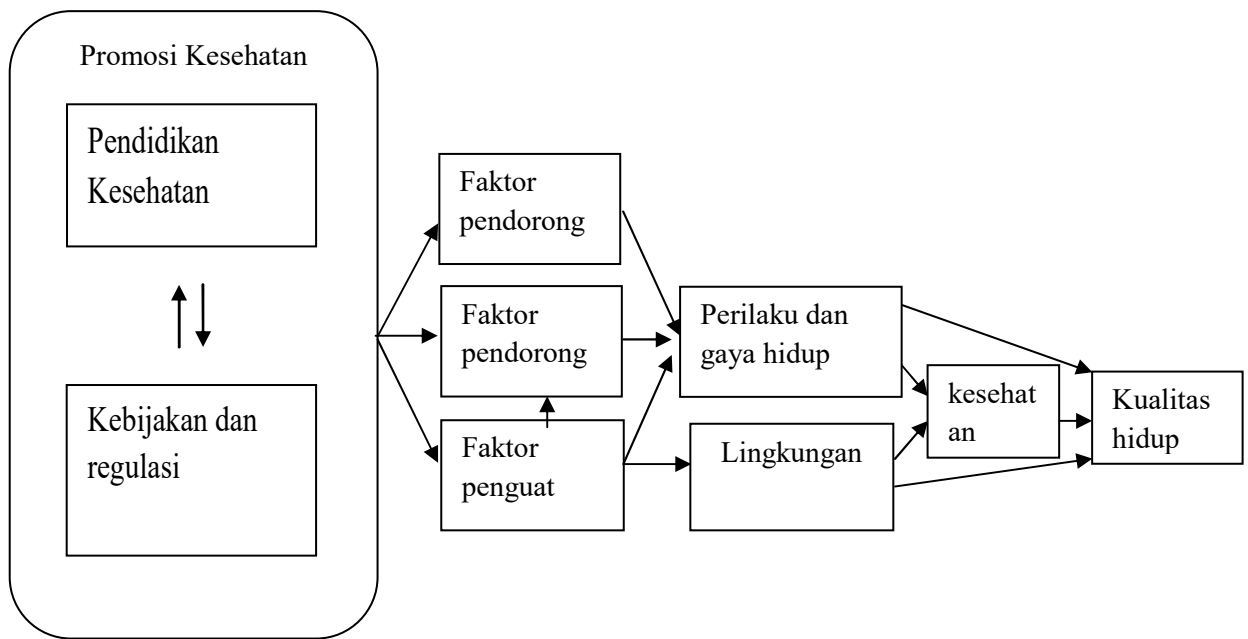 Promosi Kesehatan
Pendidikan
Kesehatan
Kebijakan dan
regulasi
Faktor
pendorong
Faktor
pendorong
Faktor
penguat
Perilaku dan
gaya hidup
Lingkungan
kesehat
an
Kualitas
hidup